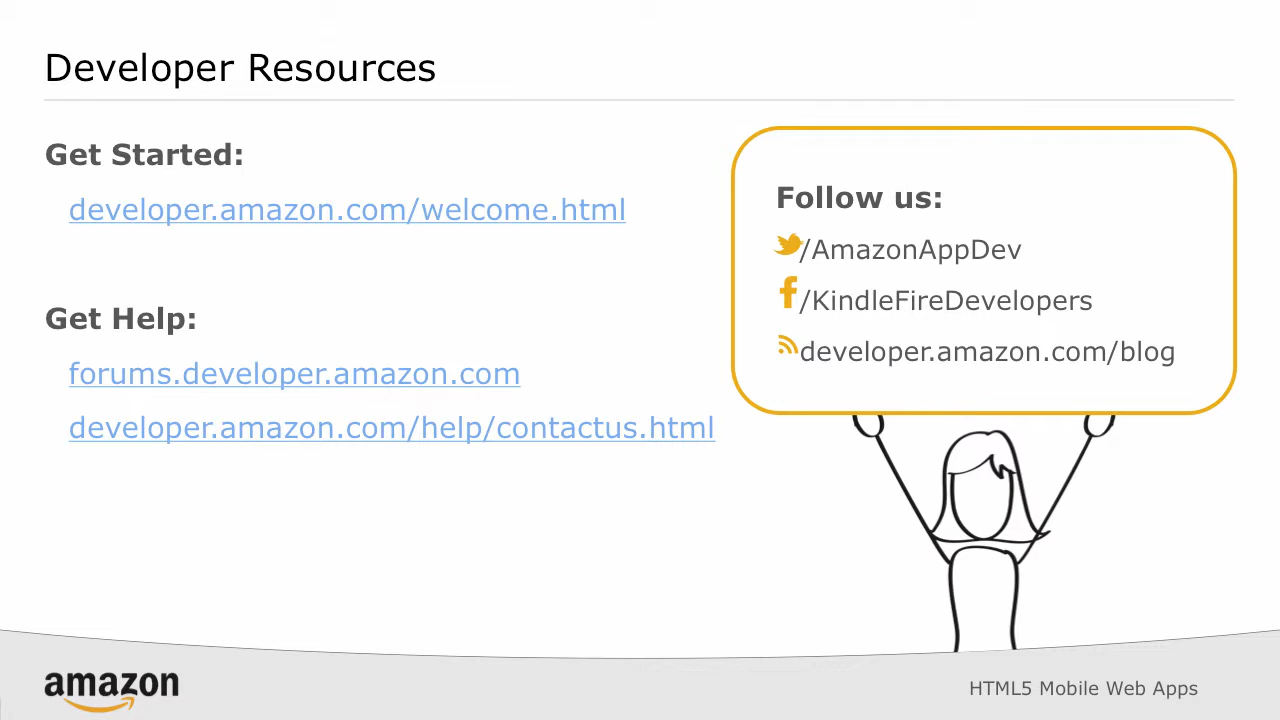 Developer Resources
Get Started:
developer.amazon.com/welcome.html
Get Help:
forums.developer.amazon.com
developer.amazon.com/help/contactus.html
Follow us:
/AmazonAppDev
/KindleFireDevelopers
developer.amazon.com/blog
amazon
HTML5 Mobile Web Apps